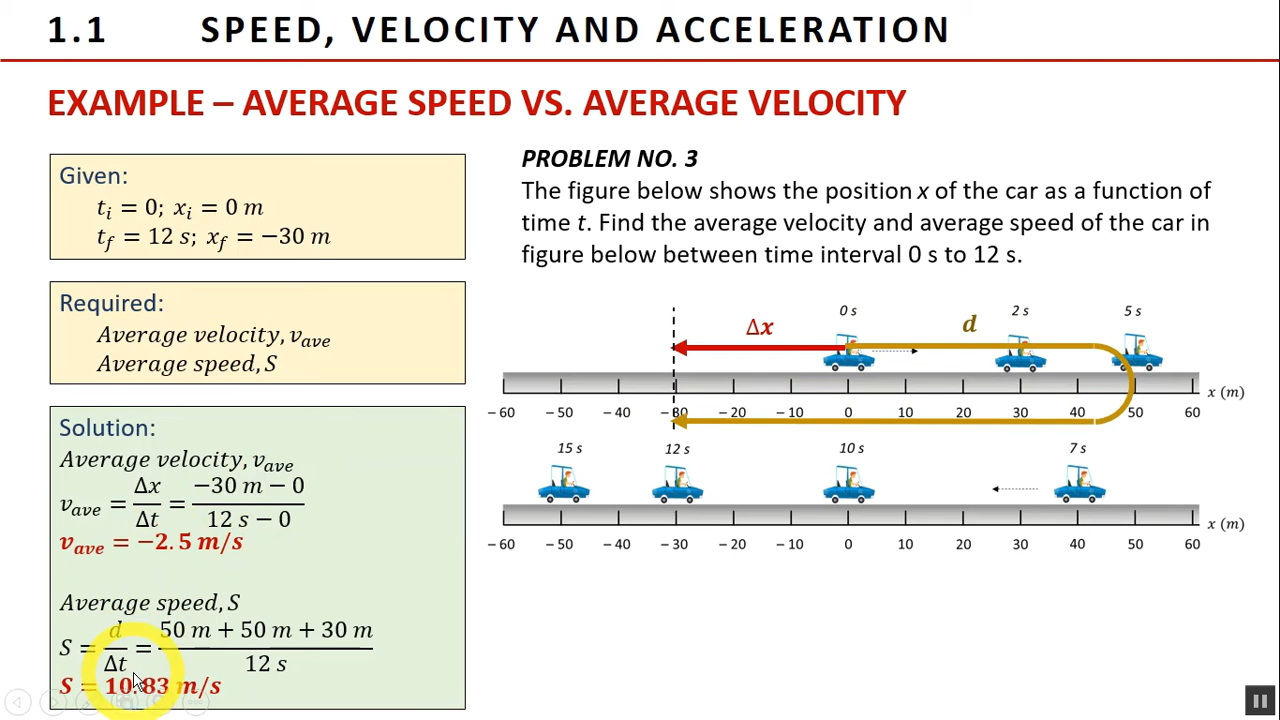 1.1 SPEED, VELOCITY AND ACCELERATION
EXAMPLE – AVERAGE SPEED VS. AVERAGE VELOCITY
Given:
t_i = 0; x_i = 0 m
t_f = 12 s; x_f = −30 m
Required:
Average velocity, v_ave
Average speed, S
Solution:
Average velocity, v_ave
v_ave = Δx/Δt = (−30 m − 0)/(12 s − 0)
v_ave = −2.5 m/s
Average speed, S
S = d/Δt = (50 m + 50 m + 30 m)/(12 s)
S = 10.83 m/s
PROBLEM NO. 3
The figure below shows the position x of the car as a function of
time t. Find the average velocity and average speed of the car in
figure below between time interval 0 s to 12 s.
0 s 2 s 5 s
Δx d
x (m)
−60 −50 −40 −30 −20 −10 0 10 20 30 40 50 60
15 s 12 s 10 s 7 s
x (m)
−60 −50 −40 −30 −20 −10 0 10 20 30 40 50 60